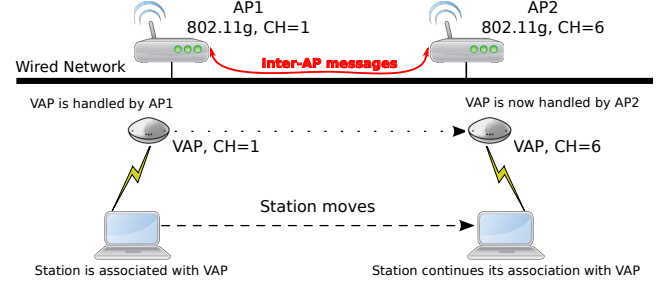 AP1
802.11g, CH=1
AP2
802.11g, CH=6
Inter-AP messages
Wired Network
VAP is handled by AP1
VAP is now handled by AP2
VAP, CH=1
VAP, CH=6
Station moves
Station is associated with VAP
Station continues its association with VAP